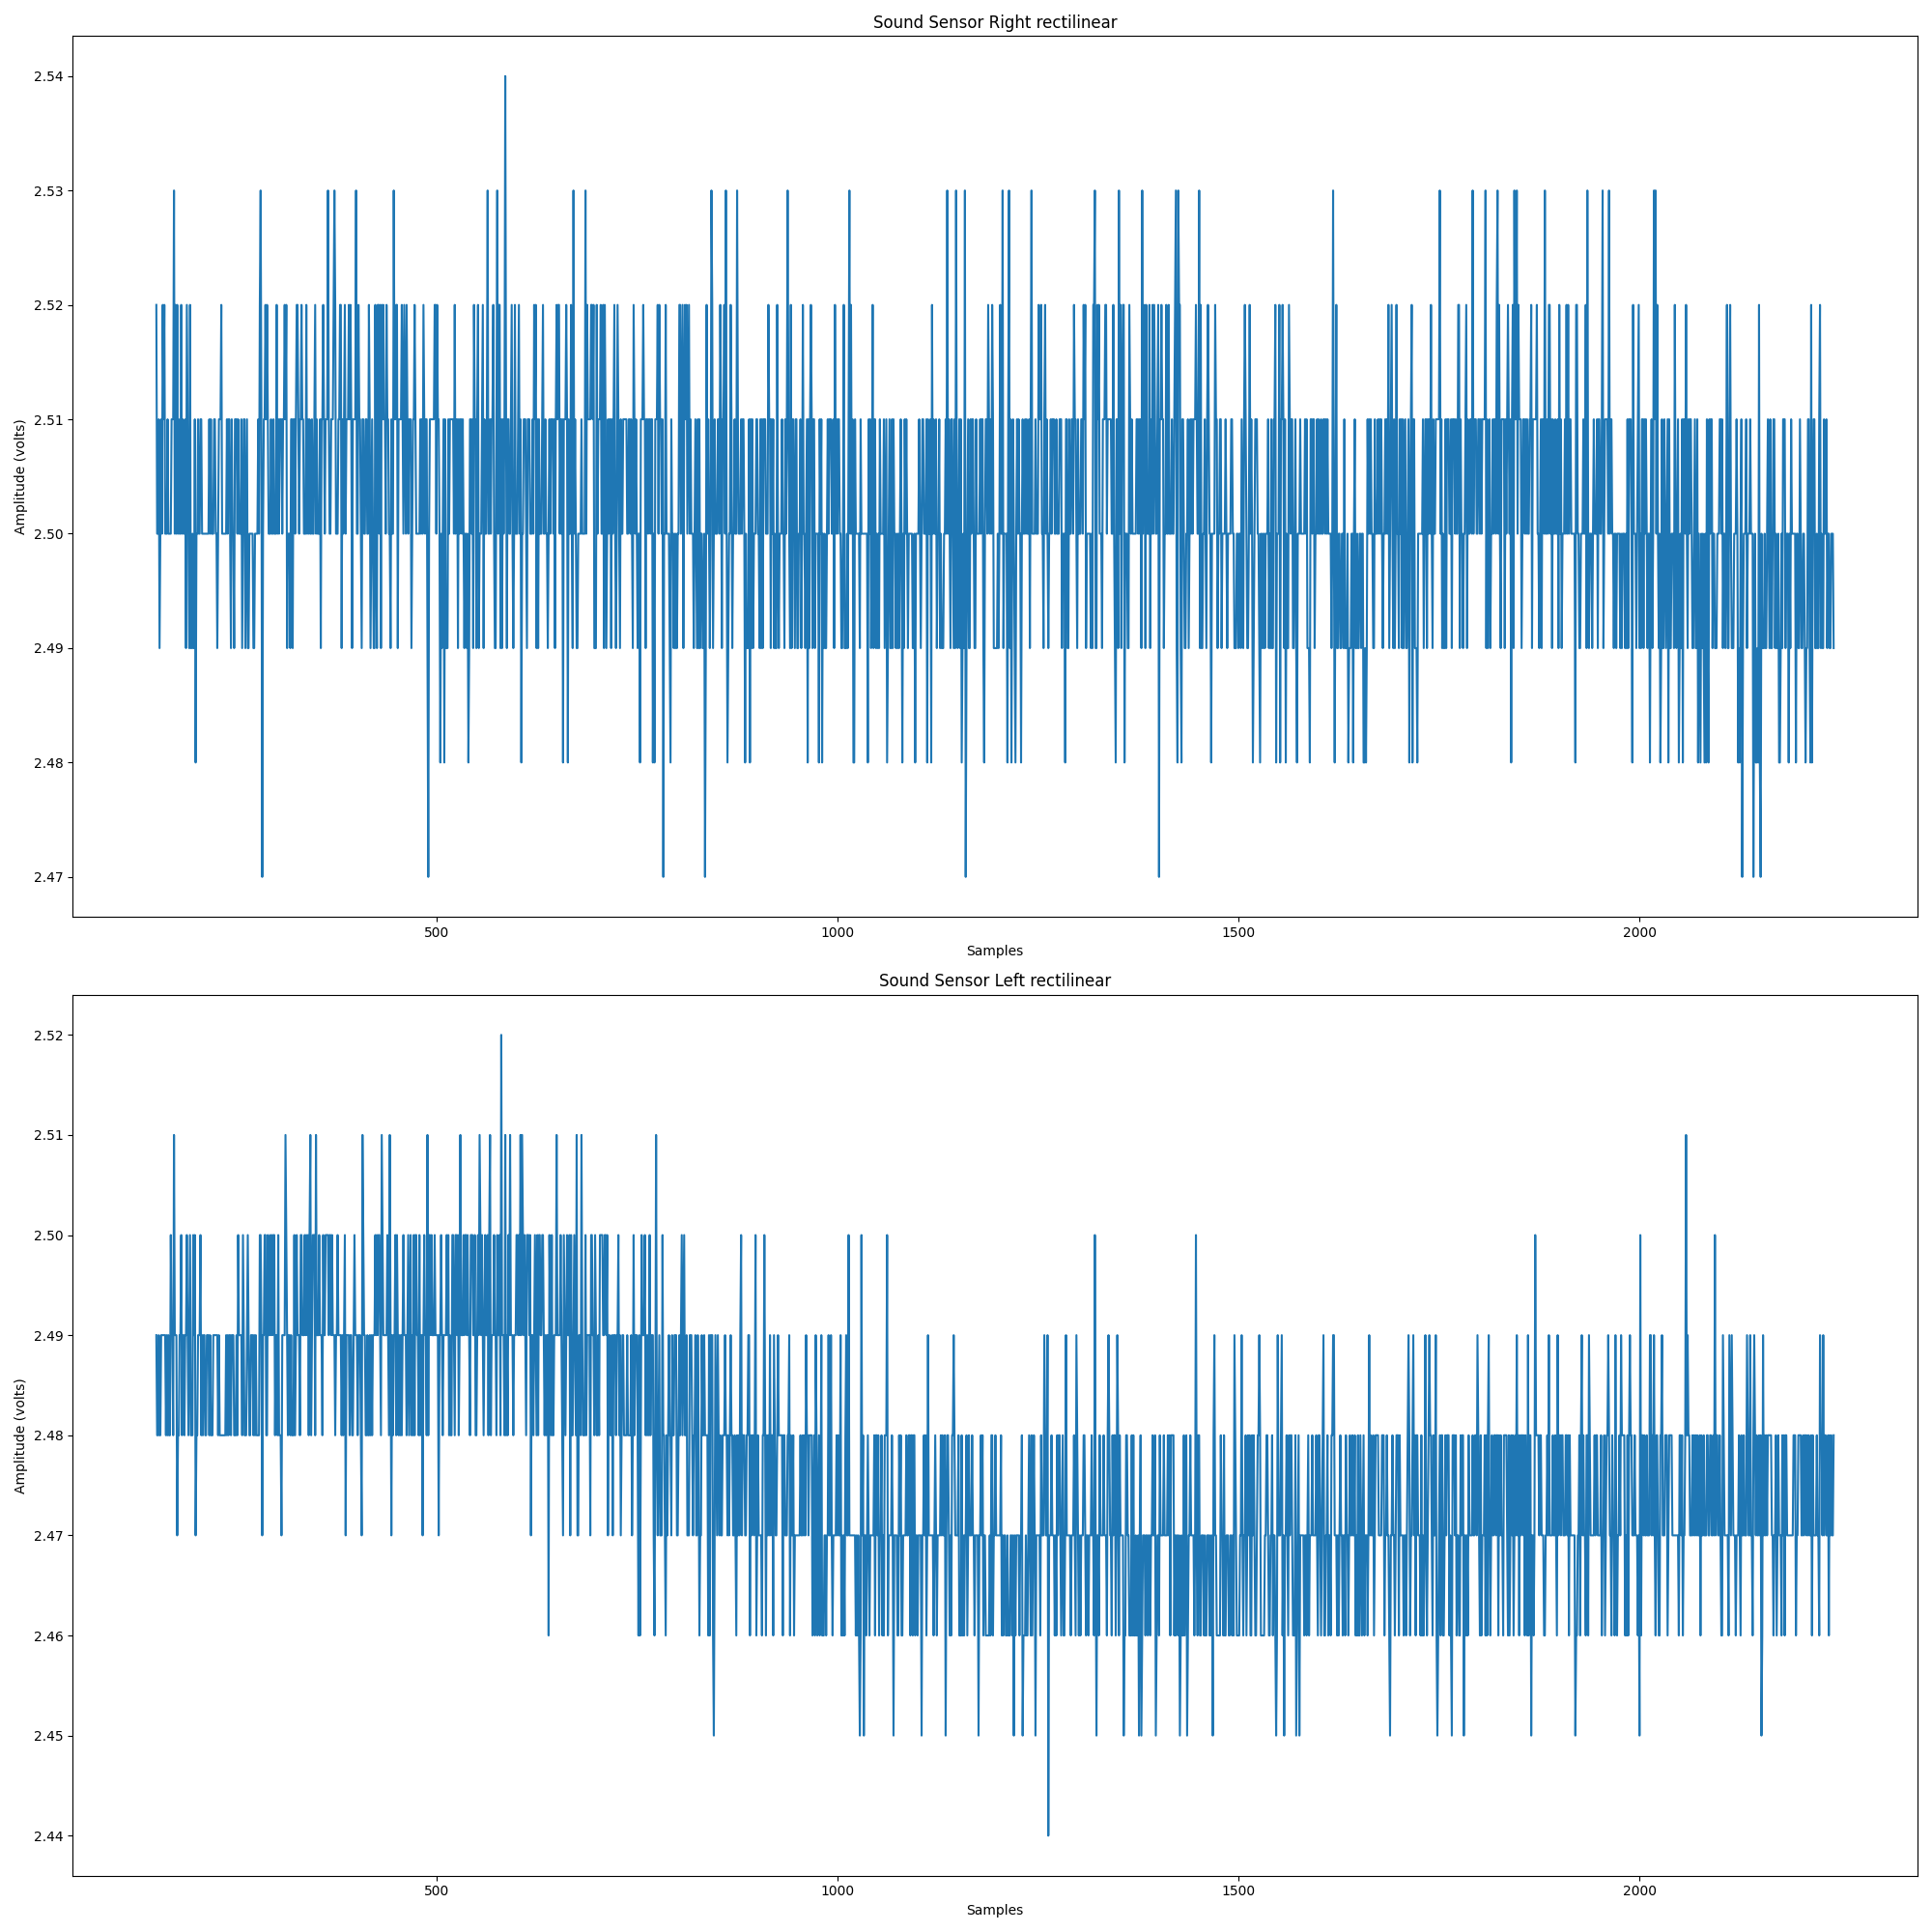 Sound Sensor Right rectilinear
2.54
2.53
2.52
2.51
2.50
2.49
2.48
2.47
Amplitude (volts)
500 1000 1500 2000
Samples
Sound Sensor Left rectilinear
2.52
2.51
2.50
2.49
2.48
2.47
2.46
2.45
2.44
Amplitude (volts)
500 1000 1500 2000
Samples